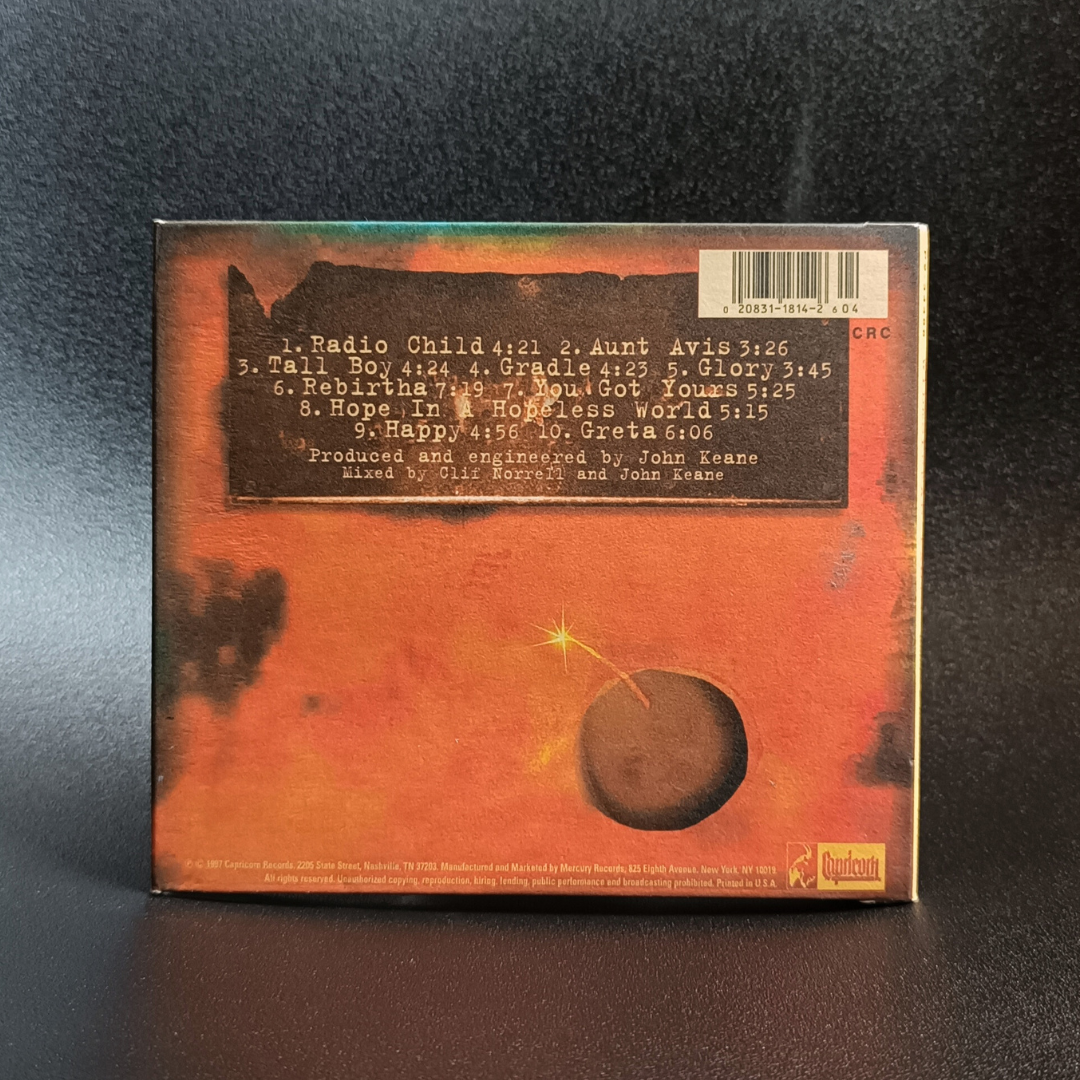 0 20831-1814-2 604
CRC
1. Radio Child 4:21 2. Aunt Avis 3:26
3. Tall Boy 4:24 4. Gradle 4:23 5. Glory 3:45
6. Rebirtha 7:19 7. You Got Yours 5:25
8. Hope In A Hopeless World 5:15
9. Happy 4:56 10. Greta 6:06
Produced and engineered by John Keane
Mixed by Clif Norrell and John Keane
℗ © 1997 Capricorn Records. 2205 State Street, Nashville, TN 37203. Manufactured and Marketed by Mercury Records, 825 Eighth Avenue. New York, NY 10019.
All rights reserved. Unauthorized copying, reproduction, hiring, lending, public performance and broadcasting prohibited. Printed in U.S.A.
Capricorn